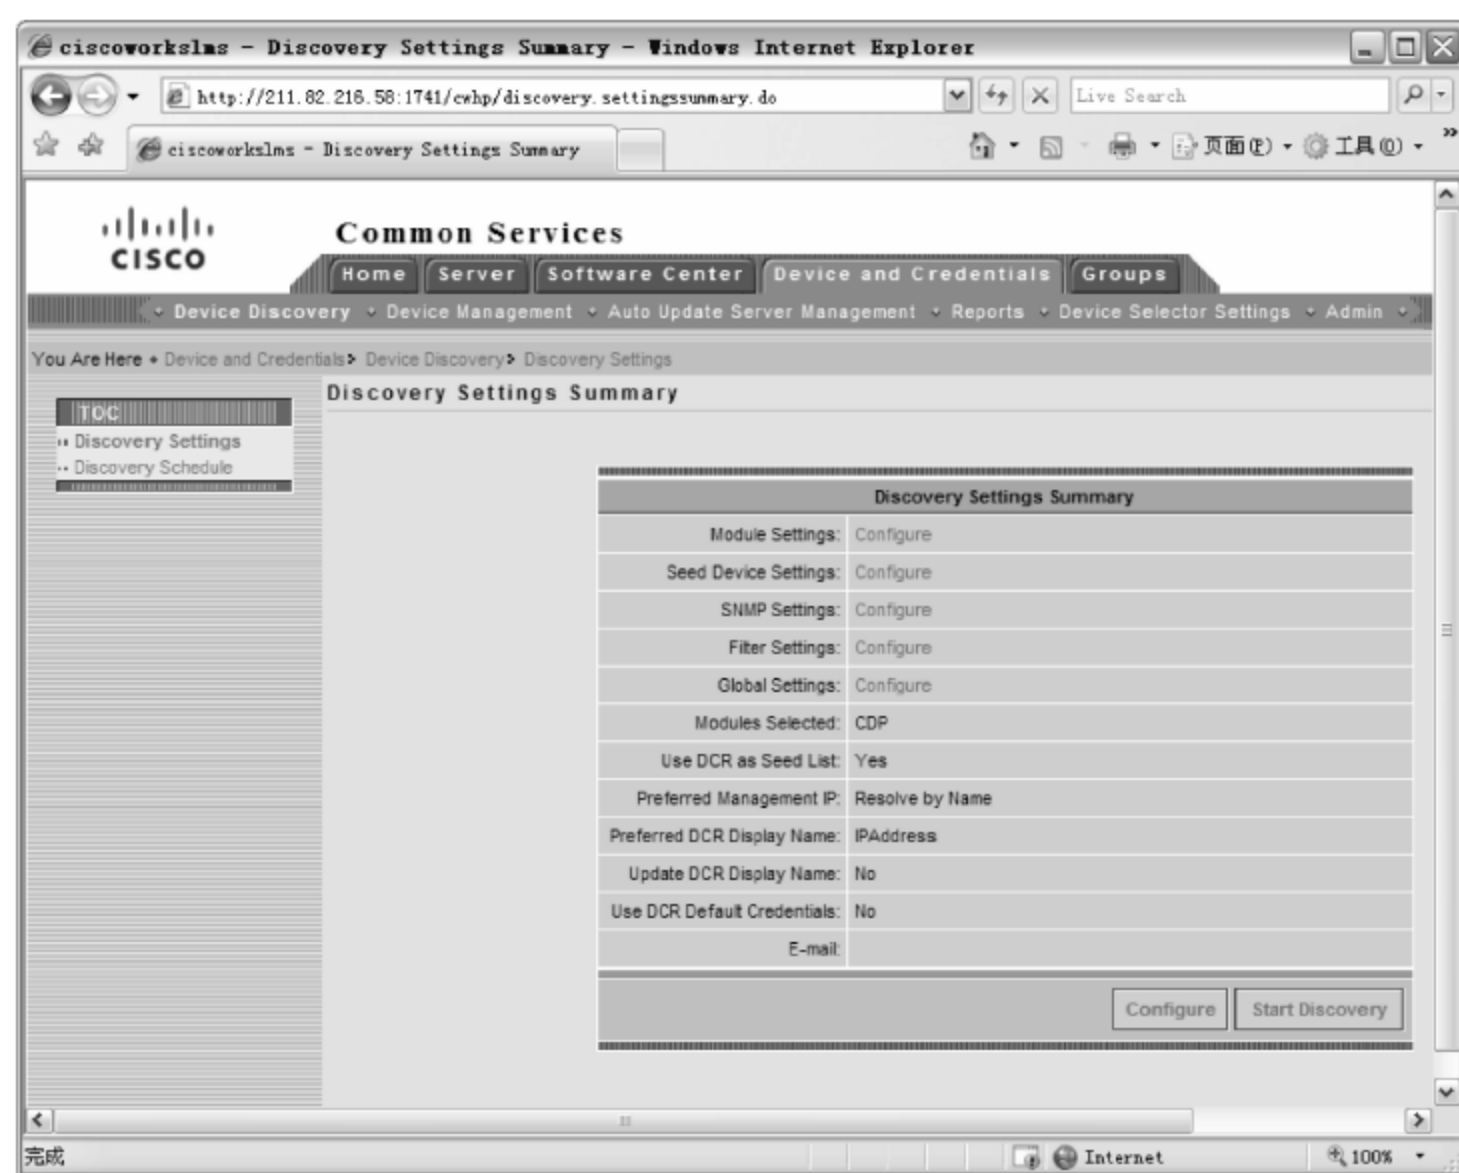 ciscoworkslms - Discovery Settings Summary - Windows Internet Explorer
http://211.82.216.58:1741/cwhp/discovery.settingssummary.do
Live Search
ciscoworkslms - Discovery Settings Summary
页面(P)
工具(O)
CISCO
Common Services
Home Server Software Center Device and Credentials Groups
Device Discovery Device Management Auto Update Server Management Reports Device Selector Settings Admin
You Are Here Device and Credentials Device Discovery Discovery Settings
TOC
Discovery Settings
Discovery Schedule
Discovery Settings Summary
Discovery Settings Summary
Module Settings: Configure
Seed Device Settings: Configure
SNMP Settings: Configure
Filter Settings: Configure
Global Settings: Configure
Modules Selected: CDP
Use DCR as Seed List: Yes
Preferred Management IP: Resolve by Name
Preferred DCR Display Name: IPAddress
Update DCR Display Name: No
Use DCR Default Credentials: No
E-mail:
Configure Start Discovery
完成
Internet
100%